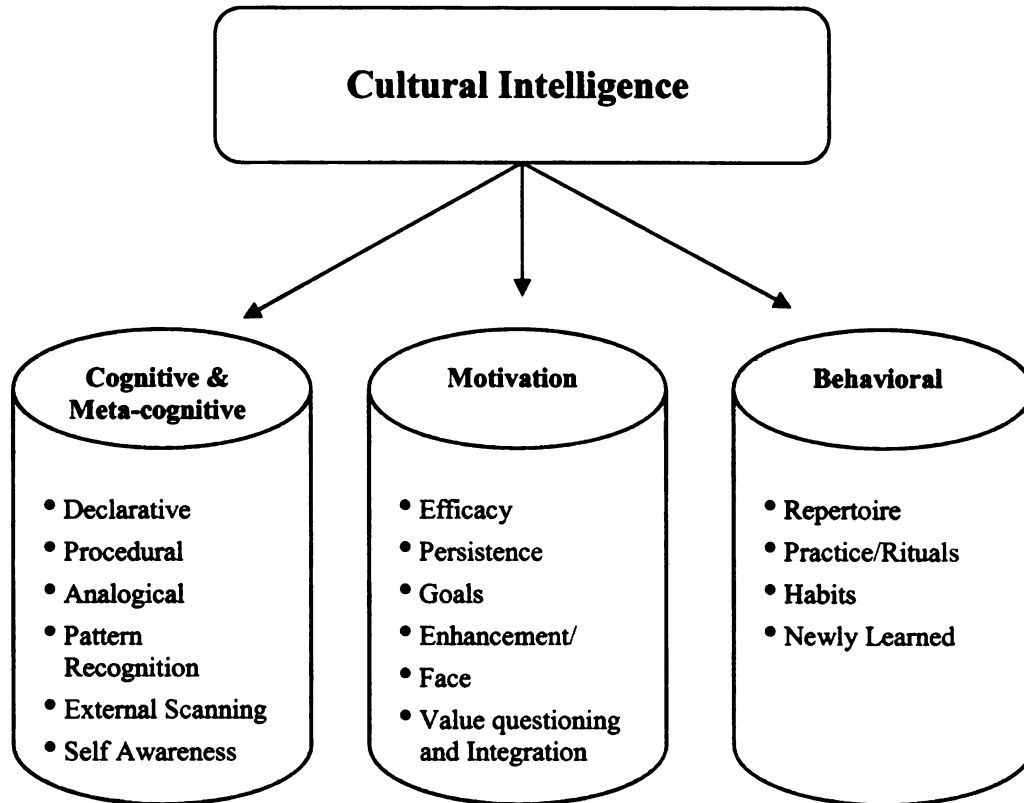 Cultural Intelligence
Cognitive &
Meta-cognitive
• Declarative
• Procedural
• Analogical
• Pattern
Recognition
• External Scanning
• Self Awareness
Motivation
• Efficacy
• Persistence
• Goals
• Enhancement/
• Face
• Value questioning
and Integration
Behavioral
• Repertoire
• Practice/Rituals
• Habits
• Newly Learned